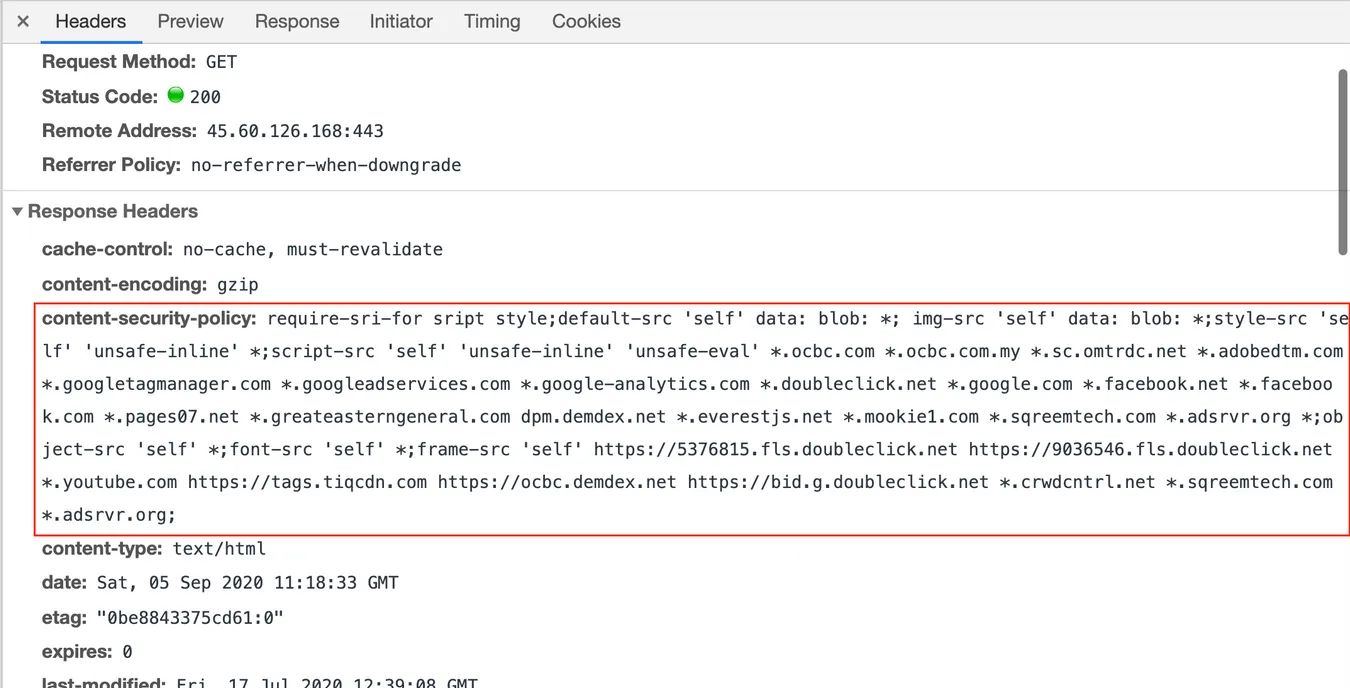 × Headers Preview Response Initiator Timing Cookies
Request Method: GET
Status Code: 200
Remote Address: 45.60.126.168:443
Referrer Policy: no-referrer-when-downgrade
Response Headers
cache-control: no-cache, must-revalidate
content-encoding: gzip
content-security-policy: require-sri-for sript style;default-src 'self' data: blob: *; img-src 'self' data: blob: *;style-src 'se
lf' 'unsafe-inline' *;script-src 'self' 'unsafe-inline' 'unsafe-eval' *.ocbc.com *.ocbc.com.my *.sc.omtrdc.net *.adobedtm.com
*.googletagmanager.com *.googleadservices.com *.google-analytics.com *.doubleclick.net *.google.com *.facebook.net *.faceboo
k.com *.pages07.net *.greateasterngeneral.com dpm.demdex.net *.everestjs.net *.mookie1.com *.sqreemtech.com *.adsrvr.org *;ob
ject-src 'self' *;font-src 'self' *;frame-src 'self' https://5376815.fls.doubleclick.net https://9036546.fls.doubleclick.net
*.youtube.com https://tags.tiqcdn.com https://ocbc.demdex.net https://bid.g.doubleclick.net *.crwdcntrl.net *.sqreemtech.com
*.adsrvr.org;
content-type: text/html
date: Sat, 05 Sep 2020 11:18:33 GMT
etag: "0be8843375cd61:0"
expires: 0
last-modified: Fri, 17 Jul 2020 12:39:08 GMT